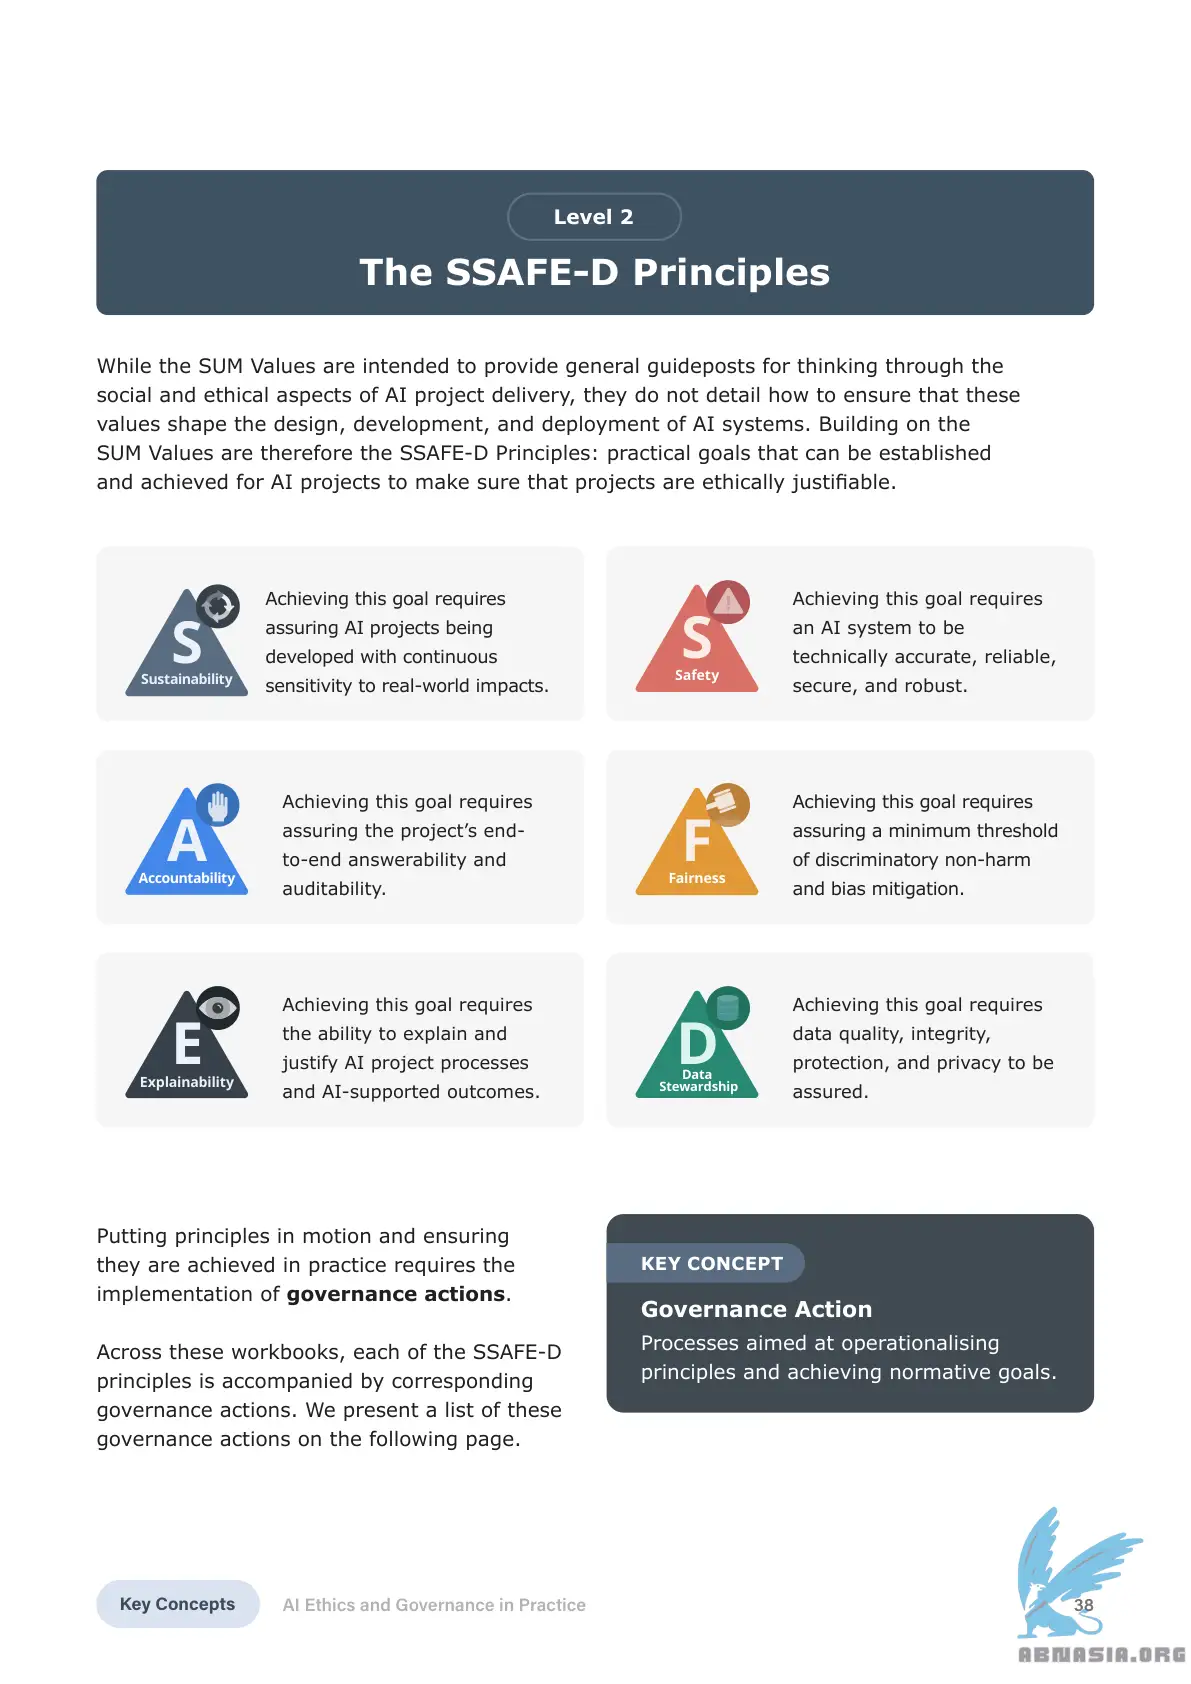 Level 2
The SSAFE-D Principles
While the SUM Values are intended to provide general guideposts for thinking through the
social and ethical aspects of AI project delivery, they do not detail how to ensure that these
values shape the design, development, and deployment of AI systems. Building on the
SUM Values are therefore the SSAFE-D Principles: practical goals that can be established
and achieved for AI projects to make sure that projects are ethically justifiable.
S
Sustainability
Achieving this goal requires
assuring AI projects being
developed with continuous
sensitivity to real-world impacts.
S
Safety
Achieving this goal requires
an AI system to be
technically accurate, reliable,
secure, and robust.
A
Accountability
Achieving this goal requires
assuring the project's end-
to-end answerability and
auditability.
F
Fairness
Achieving this goal requires
assuring a minimum threshold
of discriminatory non-harm
and bias mitigation.
E
Explainability
Achieving this goal requires
the ability to explain and
justify AI project processes
and AI-supported outcomes.
D
Data
Stewardship
Achieving this goal requires
data quality, integrity,
protection, and privacy to be
assured.
Putting principles in motion and ensuring
they are achieved in practice requires the
implementation of governance actions.
Across these workbooks, each of the SSAFE-D
principles is accompanied by corresponding
governance actions. We present a list of these
governance actions on the following page.
KEY CONCEPT
Governance Action
Processes aimed at operationalising
principles and achieving normative goals.
Key Concepts
AI Ethics and Governance in Practice
38
ABNASIA.ORG